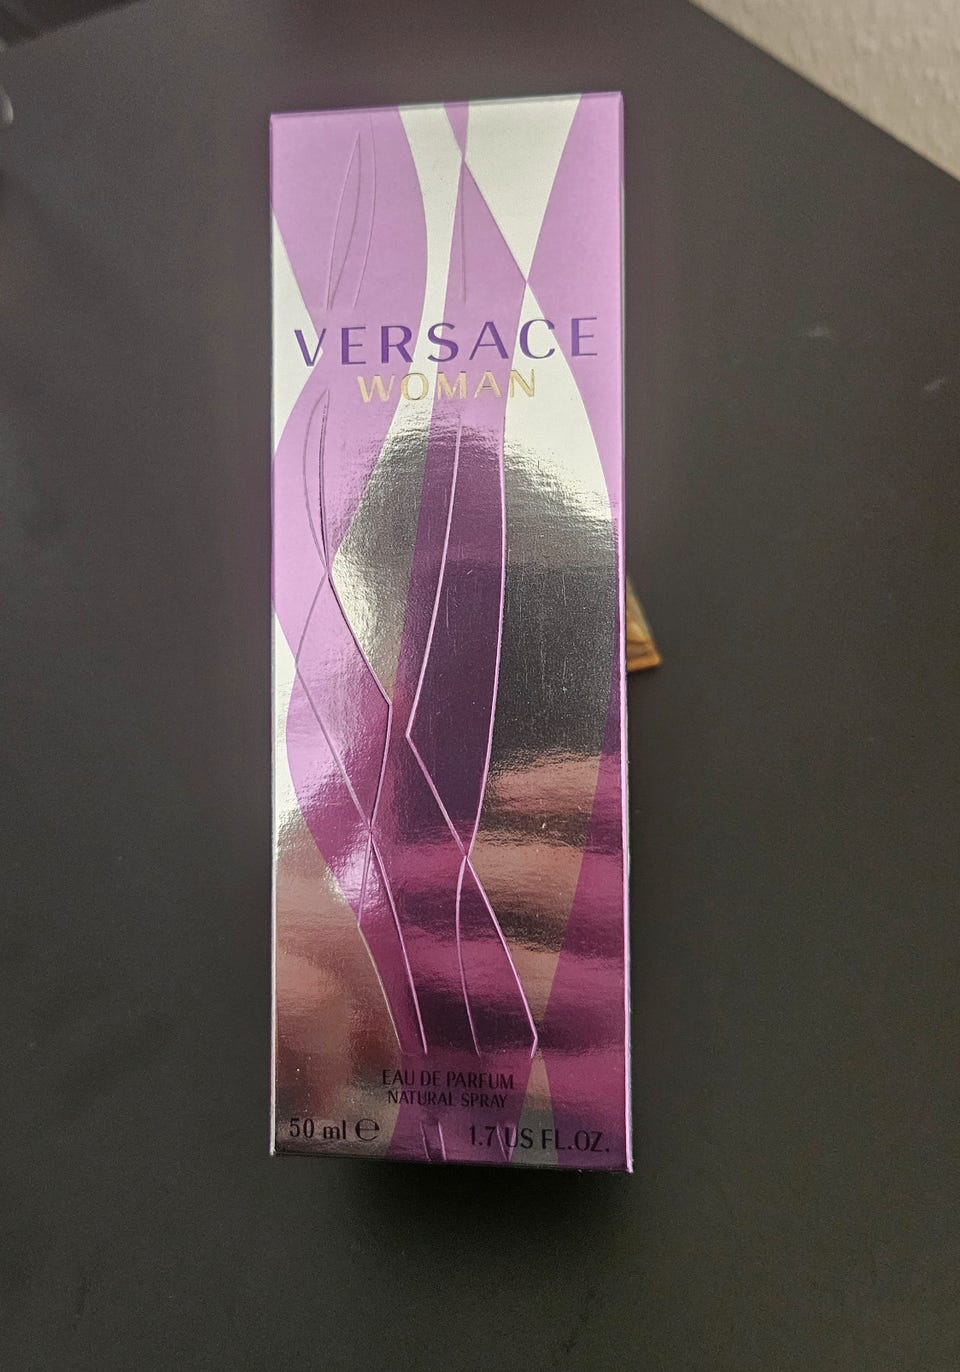 VERSACE
WOMAN
EAU DE PARFUM
NATURAL SPRAY
50 ml ℮ 1.7 US FL.OZ.